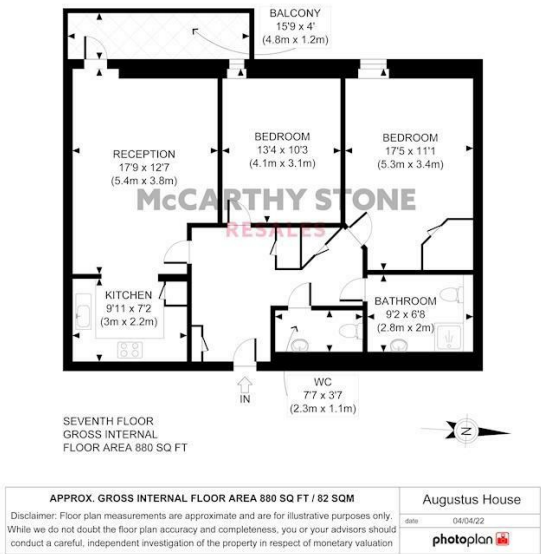 BALCONY
15'9 x 4'
(4.8m x 1.2m)
BEDROOM
13'4 x 10'3
(4.1m x 3.1m)
BEDROOM
17'5 x 11'1
(5.3m x 3.4m)
RECEPTION
17'9 x 12'7
(5.4m x 3.8m)
McCARTHY STONE
RESALES
KITCHEN
9'11 x 7'2
(3m x 2.2m)
BATHROOM
9'2 x 6'8
(2.8m x 2m)
WC
7'7 x 3'7
(2.3m x 1.1m)
IN
SEVENTH FLOOR
GROSS INTERNAL
FLOOR AREA 880 SQ FT
N
APPROX. GROSS INTERNAL FLOOR AREA 880 SQ FT / 82 SQM
Disclaimer: Floor plan measurements are approximate and are for illustrative purposes only.
While we do not doubt the floor plan accuracy and completeness, you or your advisors should
conduct a careful, independent investigation of the property in respect of monetary valuation
Augustus House
date 04/04/22
photoplan